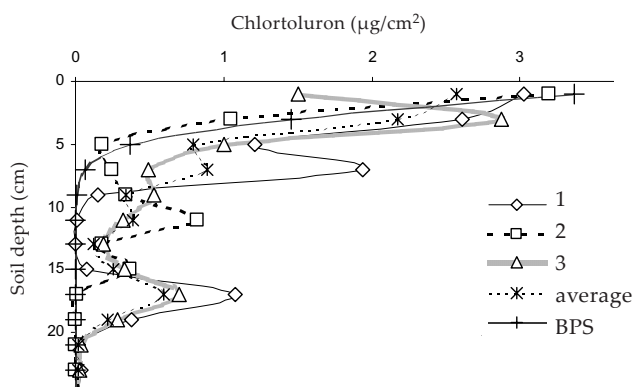 Chlortoluron (µg/cm²)
0 1 2 3
0
5
10
15
20
Soil depth (cm)
1
2
3
average
BPS